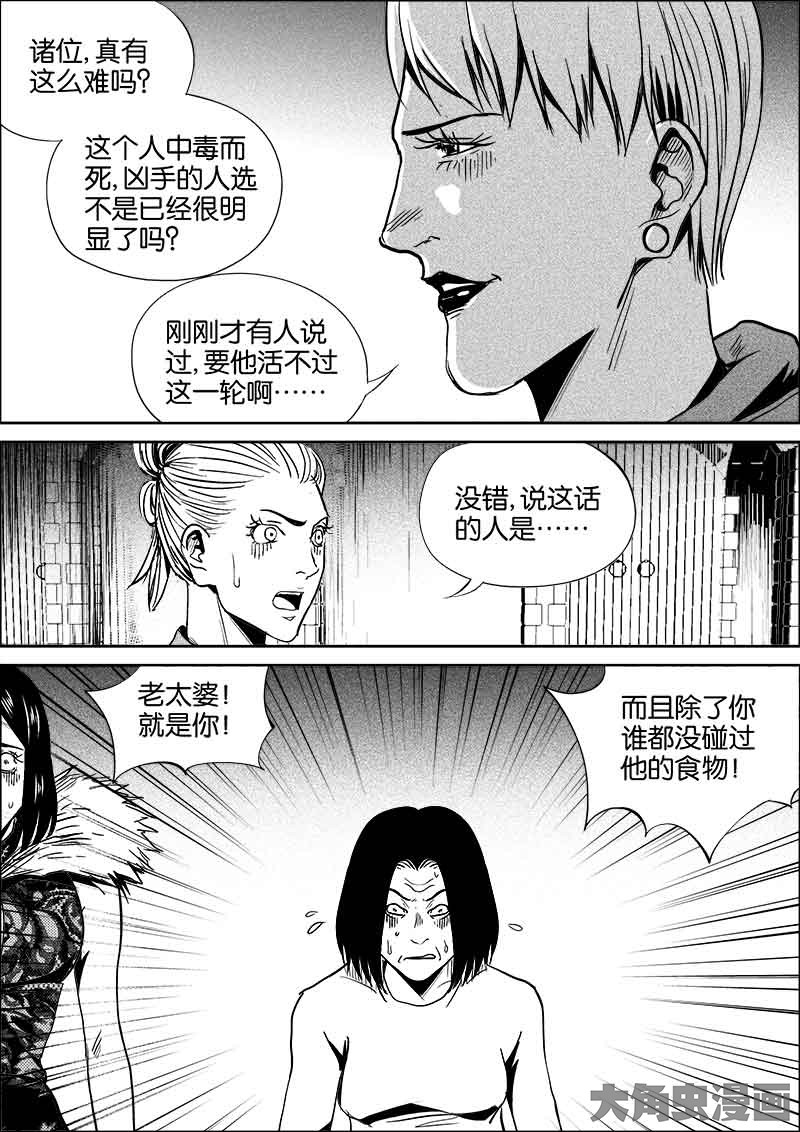 诸位,真有
这么难吗?
这个人中毒而
死,凶手的人选
不是已经很明
显了吗?
刚刚才有人说
过,要他活不过
这一轮啊……
没错,说这话
的人是……
老太婆!
就是你!
而且除了你
谁都没碰过
他的食物!
大角虫漫画